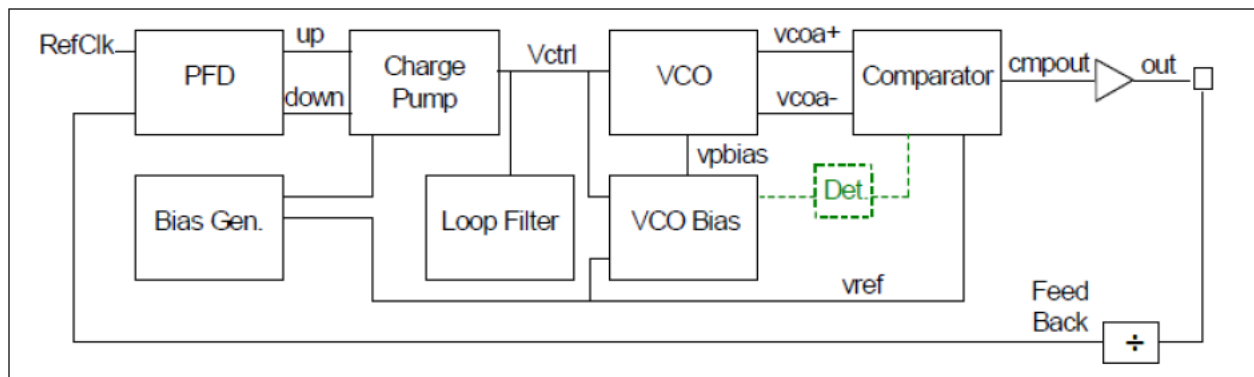 RefClk
PFD
up
down
Charge
Pump
Vctrl
VCO
vcoa+
vcoa-
Comparator
cmpout
out
vpbias
Bias Gen.
Loop Filter
VCO Bias
Det.
vref
Feed
Back
÷